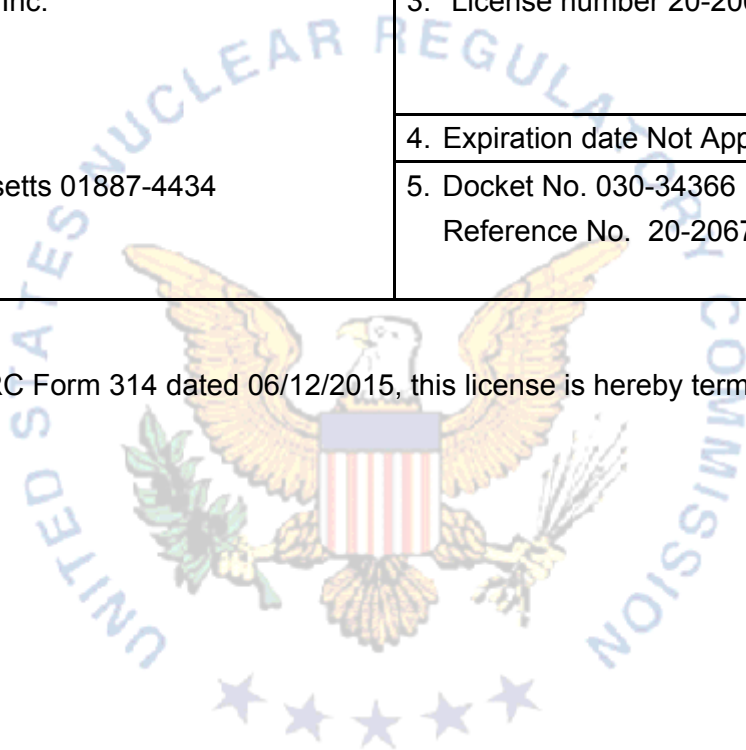 Inc.
3. License number 20-206
4. Expiration date Not App
setts 01887-4434
5. Docket No. 030-34366
Reference No. 20-2067
RC Form 314 dated 06/12/2015, this license is hereby term
UNITED STATES NUCLEAR REGULATORY COMMISSION